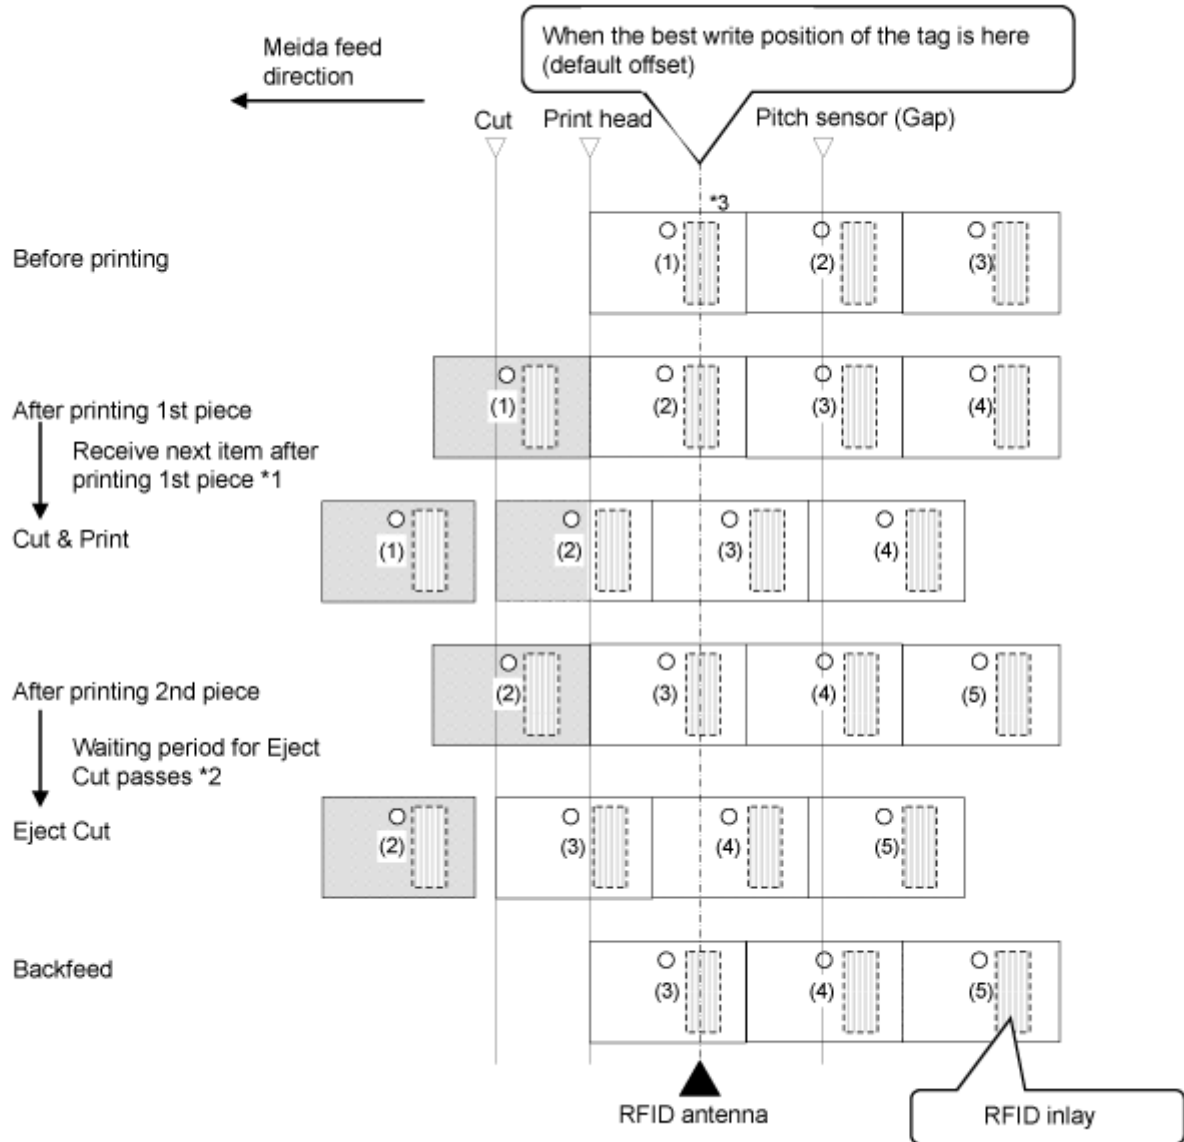 When the best write position of the tag is here
(default offset)
Meida feed
direction
Cut
Print head
Pitch sensor (Gap)
*3
Before printing
(1)
(2)
(3)
After printing 1st piece
(1)
(2)
(3)
(4)
Receive next item after
printing 1st piece *1
Cut & Print
(1)
(2)
(3)
(4)
After printing 2nd piece
(2)
(3)
(4)
(5)
Waiting period for Eject
Cut passes *2
Eject Cut
(2)
(3)
(4)
(5)
Backfeed
(3)
(4)
(5)
RFID antenna
RFID inlay